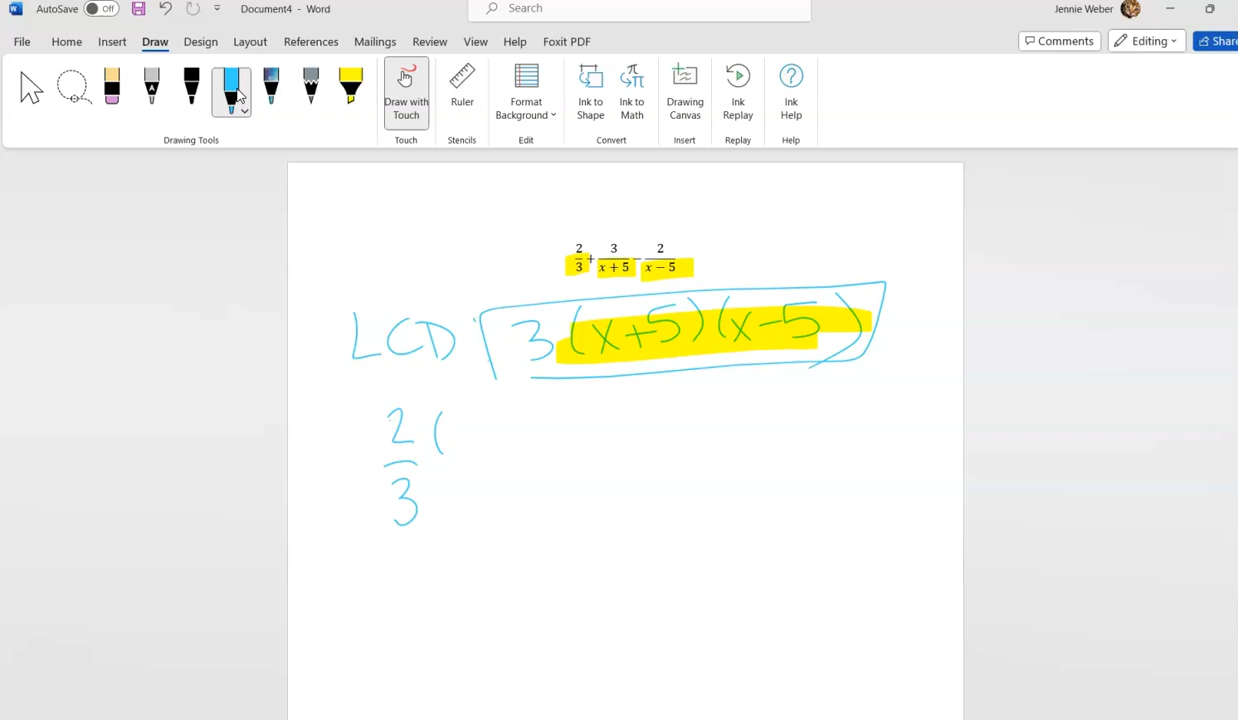 AutoSave Off Document4 - Word Search Jennie Weber
File Home Insert Draw Design Layout References Mailings Review View Help Foxit PDF Comments Editing Share
A
Draw with Touch Ruler Format Background Ink to Shape Ink to Math Drawing Canvas Ink Replay Ink Help
Drawing Tools Touch Stencils Edit Convert Insert Replay Help
2/3 + 3/(x + 5) − 2/(x − 5)
LCD: 3(x+5)(x-5)
2 (
3